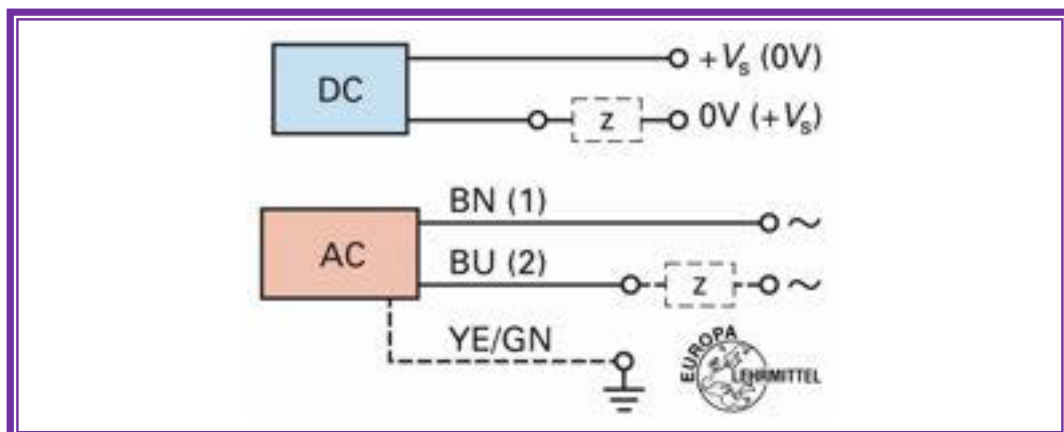 DC
+Vs (0V)
z
0V (+Vs)
AC
BN (1)
~
BU (2)
z
~
YE/GN
EUROPA
LEHRMITTEL